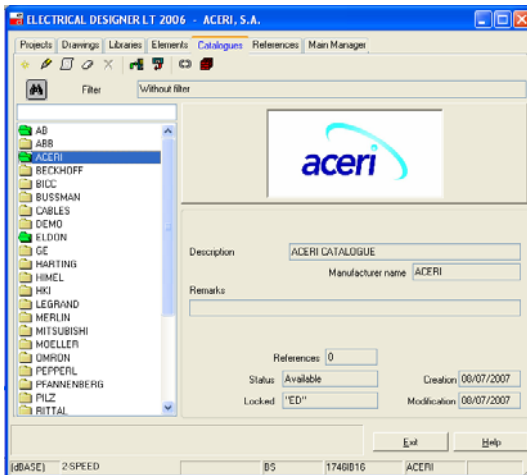 ELECTRICAL DESIGNER LT 2006 - ACERI, S.A.
Projects Drawings Libraries Elements Catalogues References Main Manager
Filter Without filter
AB
ABB
ACERI
BECKHOFF
BICC
BUSSMAN
CABLES
DEMO
ELDON
GE
HARTING
HIMEL
HKI
LEGRAND
MERLIN
MITSUBISHI
MOELLER
OMRON
PEPPERL
PFANNENBERG
PILZ
RITTAL
aceri
Description ACERI CATALOGUE
Manufacturer name ACERI
Remarks
References 0
Status Available Creation 08/07/2007
Locked "ED" Modification 08/07/2007
Exit Help
(dBASE) 2-SPEED BS 1746IB16 ACERI